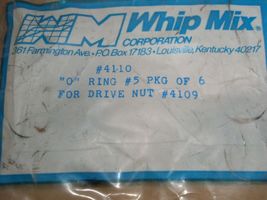 WM Whip Mix®
CORPORATION
361 Farmington Ave. • P.O. Box 17183 • Louisville, Kentucky 40217
#4110
"O" RING #5 PKG OF 6
FOR DRIVE NUT #4109